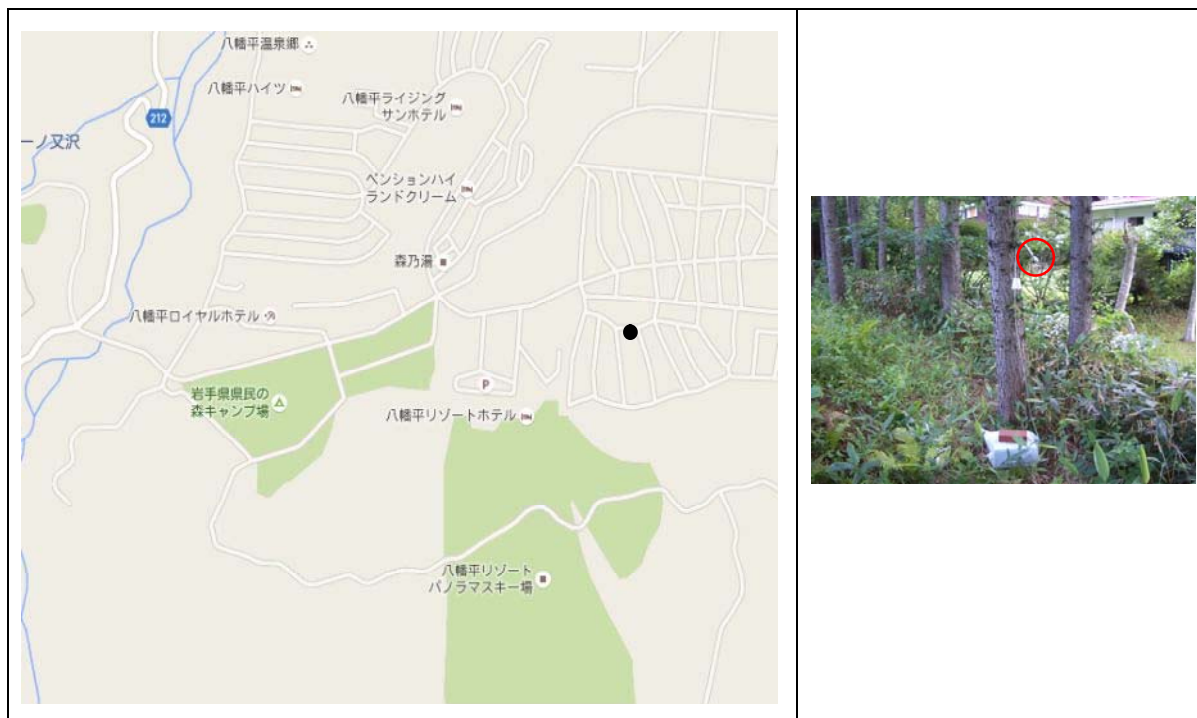 八幡平温泉郷
八幡平ハイツ
八幡平ライジング
サンホテル
212
一ノ又沢
ペンションハイ
ランドクリーム
森乃湯
八幡平ロイヤルホテル
岩手県県民の
森キャンプ場
P
八幡平リゾートホテル
八幡平リゾート
パノラマスキー場